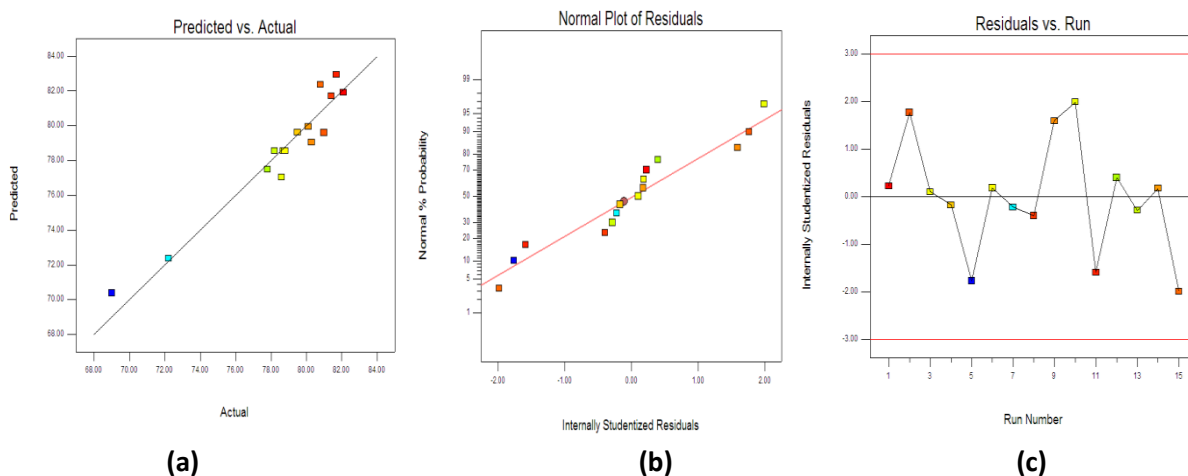 Predicted vs. Actual
84.00
82.00
80.00
78.00
76.00
74.00
72.00
70.00
68.00
Predicted
68.00 70.00 72.00 74.00 76.00 78.00 80.00 82.00 84.00
Actual
(a)
Normal Plot of Residuals
99
95
90
80
70
50
30
20
10
5
1
Normal % Probability
-2.00 -1.00 0.00 1.00 2.00
Internally Studentized Residuals
(b)
Residuals vs. Run
3.00
2.00
1.00
0.00
-1.00
-2.00
-3.00
Internally Studentized Residuals
1 3 5 7 9 11 13 15
Run Number
(c)